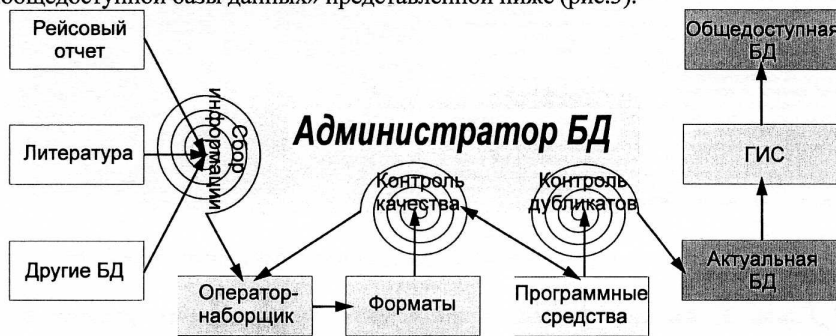 общедоступной базы данных» представленной ниже (рис.3).
Рейсовый
отчет
Общедоступная
БД
Сбор
информации
Администратор БД
Литература
ГИС
Контроль
качества
Контроль
дубликатов
Другие БД
Оператор-
наборщик
Форматы
Программные
средства
Актуальная
БД